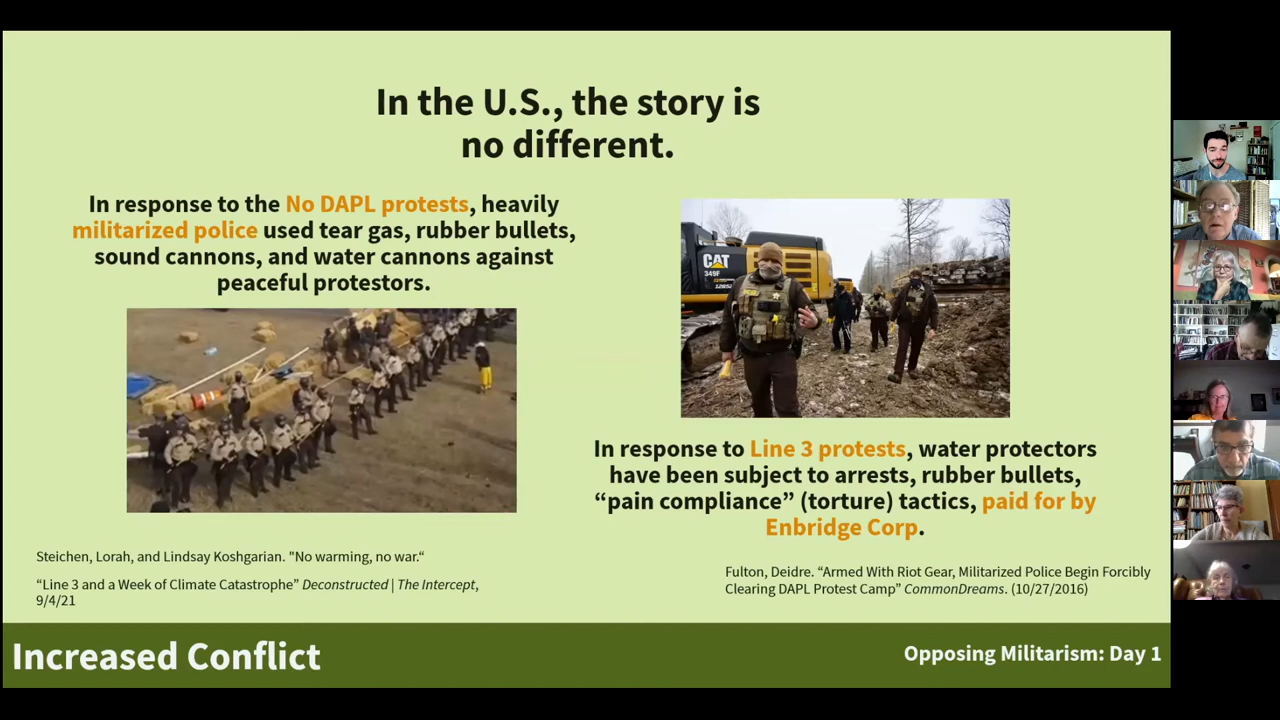 In the U.S., the story is
no different.
In response to the No DAPL protests, heavily
militarized police used tear gas, rubber bullets,
sound cannons, and water cannons against
peaceful protestors.
CAT
349F
In response to Line 3 protests, water protectors
have been subject to arrests, rubber bullets,
“pain compliance” (torture) tactics, paid for by
Enbridge Corp.
Steichen, Lorah, and Lindsay Koshgarian. "No warming, no war.“
“Line 3 and a Week of Climate Catastrophe” Deconstructed | The Intercept,
9/4/21
Fulton, Deidre. “Armed With Riot Gear, Militarized Police Begin Forcibly
Clearing DAPL Protest Camp” CommonDreams. (10/27/2016)
Increased Conflict
Opposing Militarism: Day 1